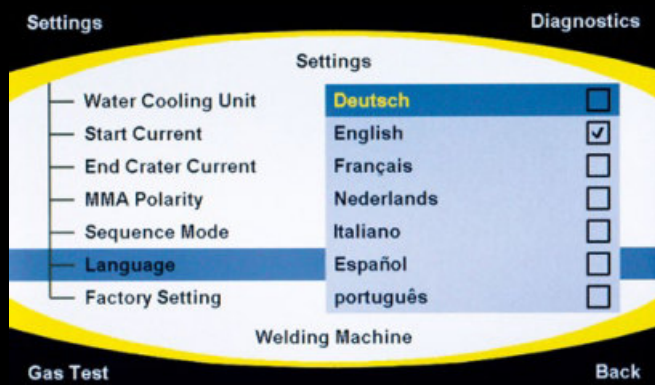 Settings Diagnostics
Settings
Water Cooling Unit Deutsch
Start Current English
End Crater Current Français
MMA Polarity Nederlands
Sequence Mode Italiano
Language Español
Factory Setting português
Welding Machine
Gas Test Back